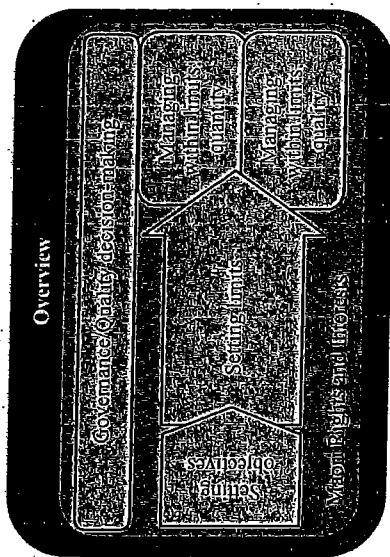 Overview
Governance/Quality decision-making
Setting
objectives
Setting limits
Managing
within limits
quantity
Managing
within limits
quality
Māori Rights and Interests